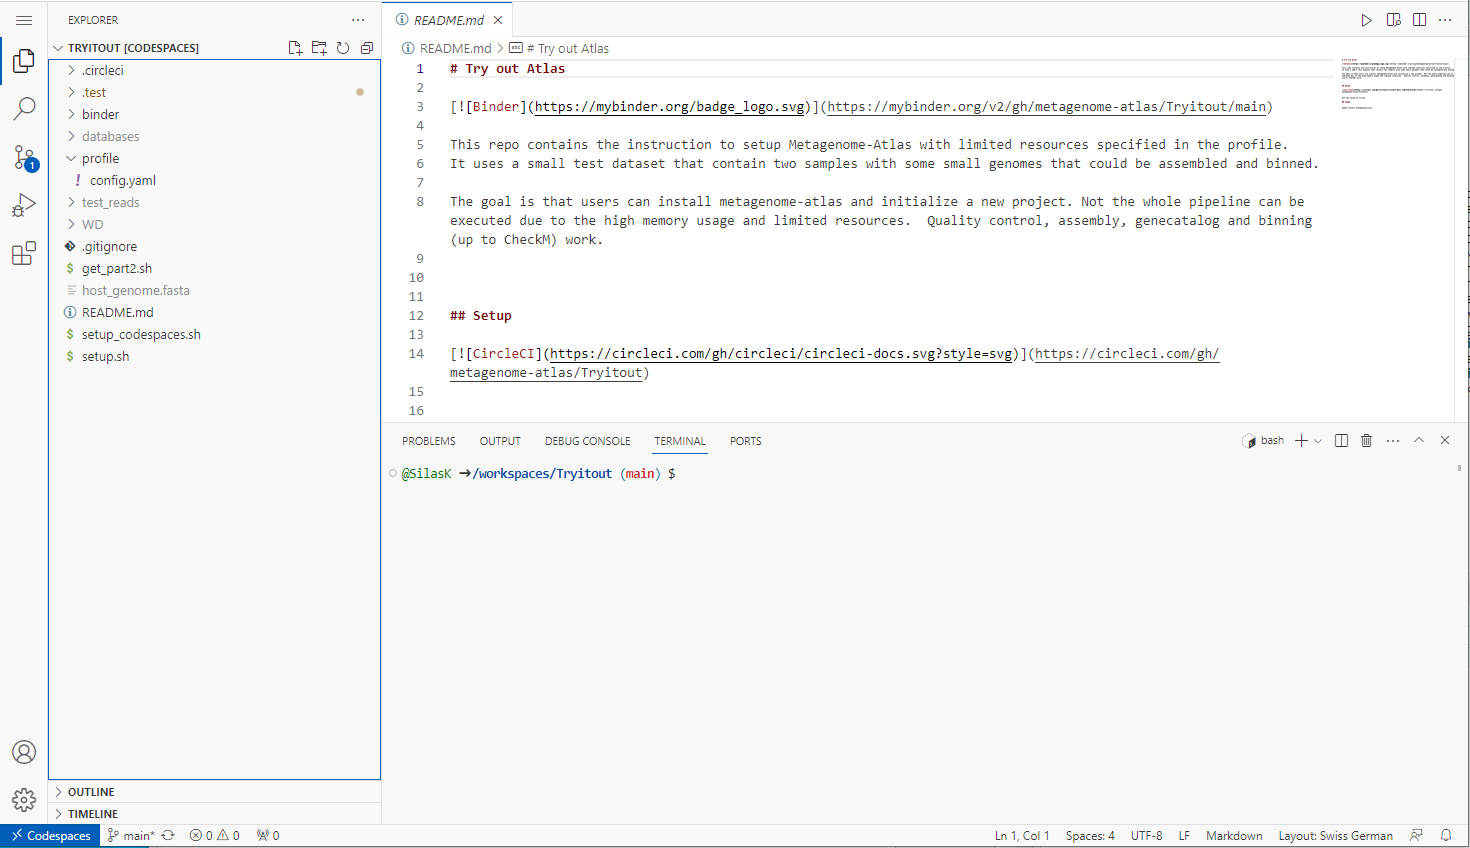 EXPLORER
TRYITOUT [CODESPACES]
.circleci
.test
binder
databases
profile
! config.yaml
test_reads
WD
.gitignore
$ get_part2.sh
host_genome.fasta
README.md
$ setup_codespaces.sh
$ setup.sh
OUTLINE
TIMELINE
1
README.md
README.md > # Try out Atlas
1 # Try out Atlas
2
3 [![Binder](https://mybinder.org/badge_logo.svg)](https://mybinder.org/v2/gh/metagenome-atlas/Tryitout/main)
4
5 This repo contains the instruction to setup Metagenome-Atlas with limited resources specified in the profile.
6 It uses a small test dataset that contain two samples with some small genomes that could be assembled and binned.
7
8 The goal is that users can install metagenome-atlas and initialize a new project. Not the whole pipeline can be
executed due to the high memory usage and limited resources.  Quality control, assembly, genecatalog and binning
(up to CheckM) work.
9
10
11
12 ## Setup
13
14 [![CircleCI](https://circleci.com/gh/circleci/circleci-docs.svg?style=svg)](https://circleci.com/gh/
metagenome-atlas/Tryitout)
15
16
PROBLEMS OUTPUT DEBUG CONSOLE TERMINAL PORTS
bash
@SilasK →/workspaces/Tryitout (main) $
Codespaces main* 0 0 0
Ln 1, Col 1 Spaces: 4 UTF-8 LF Markdown Layout: Swiss German